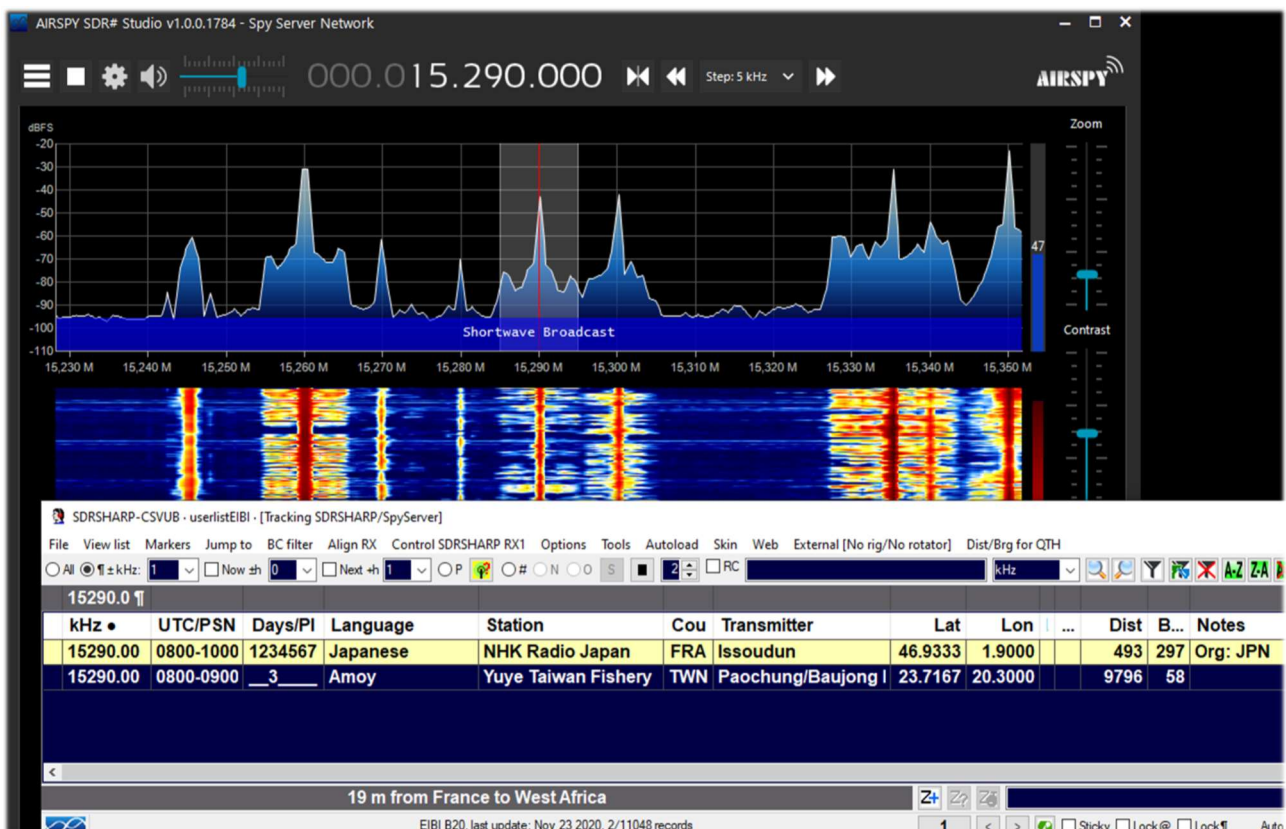 AIRSPY SDR# Studio v1.0.0.1784 - Spy Server Network
000.015.290.000 Step: 5 kHz AIRSPY
dBFS Zoom
-20
-30
-40
-50
-60
47
-70
-80
-90
-100 Shortwave Broadcast Contrast
-110
15,230 M 15,240 M 15,250 M 15,260 M 15,270 M 15,280 M 15,290 M 15,300 M 15,310 M 15,320 M 15,330 M 15,340 M 15,350 M
SDRSHARP-CSVUB - userlistEIBI - [Tracking SDRSHARP/SpyServer]
File View list Markers Jump to BC filter Align RX Control SDRSHARP RX1 Options Tools Autoload Skin Web External [No rig/No rotator] Dist/Brg for QTH
All ¶ ± kHz: 1 Now ±h 0 Next +h 1 P O# N O S 2 RC kHz A-Z Z-A
15290.0 ¶
kHz • UTC/PSN Days/Pl Language Station Cou Transmitter Lat Lon ... Dist B... Notes
15290.00 0800-1000 1234567 Japanese NHK Radio Japan FRA Issoudun 46.9333 1.9000 493 297 Org: JPN
15290.00 0800-0900 __3____ Amoy Yuye Taiwan Fishery TWN Paochung/Baujong 23.7167 20.3000 9796 58
19 m from France to West Africa Z+ Z?
EIBI B20, last update: Nov 23 2020, 2/11048 records 1 < > Sticky Lock@ Lock¶ Auto